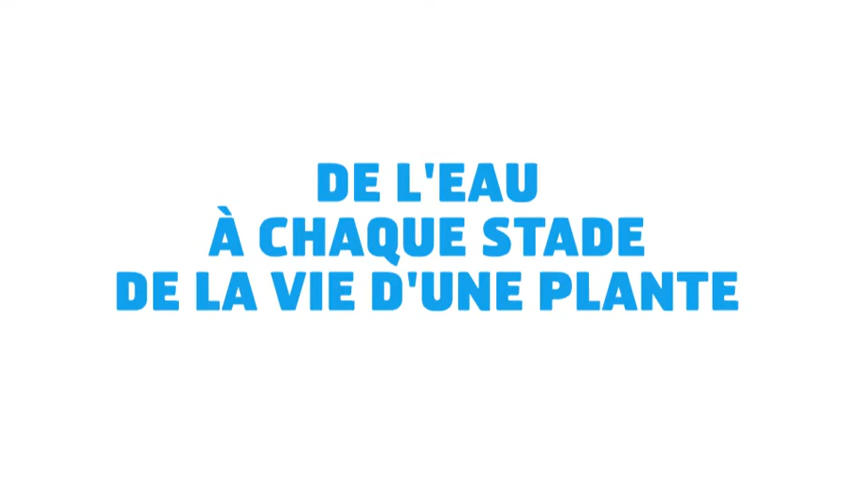 DE L'EAU
À CHAQUE STADE
DE LA VIE D'UNE PLANTE